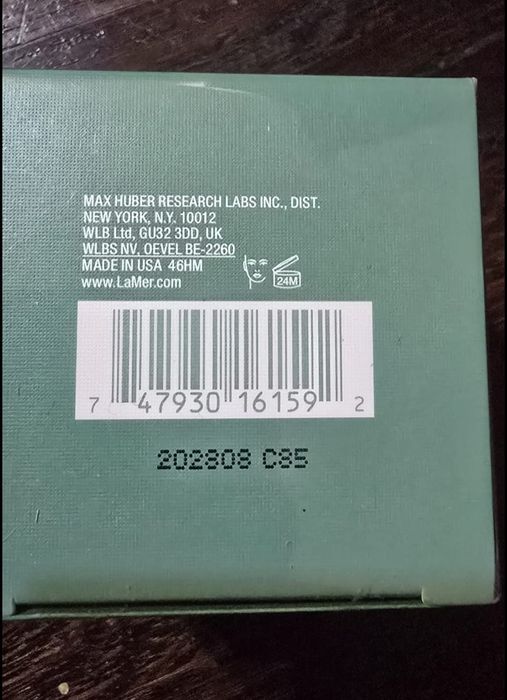 MAX HUBER RESEARCH LABS INC., DIST.
NEW YORK, N.Y. 10012
WLB Ltd, GU32 3DD, UK
WLBS NV, OEVEL BE-2260
MADE IN USA 46HM
www.LaMer.com
24M
7 47930 16159 2
202808 C85